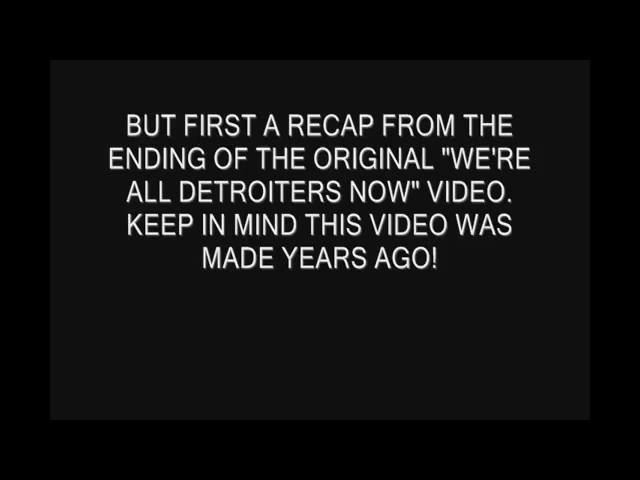 BUT FIRST A RECAP FROM THE
ENDING OF THE ORIGINAL "WE'RE
ALL DETROITERS NOW" VIDEO.
KEEP IN MIND THIS VIDEO WAS
MADE YEARS AGO!